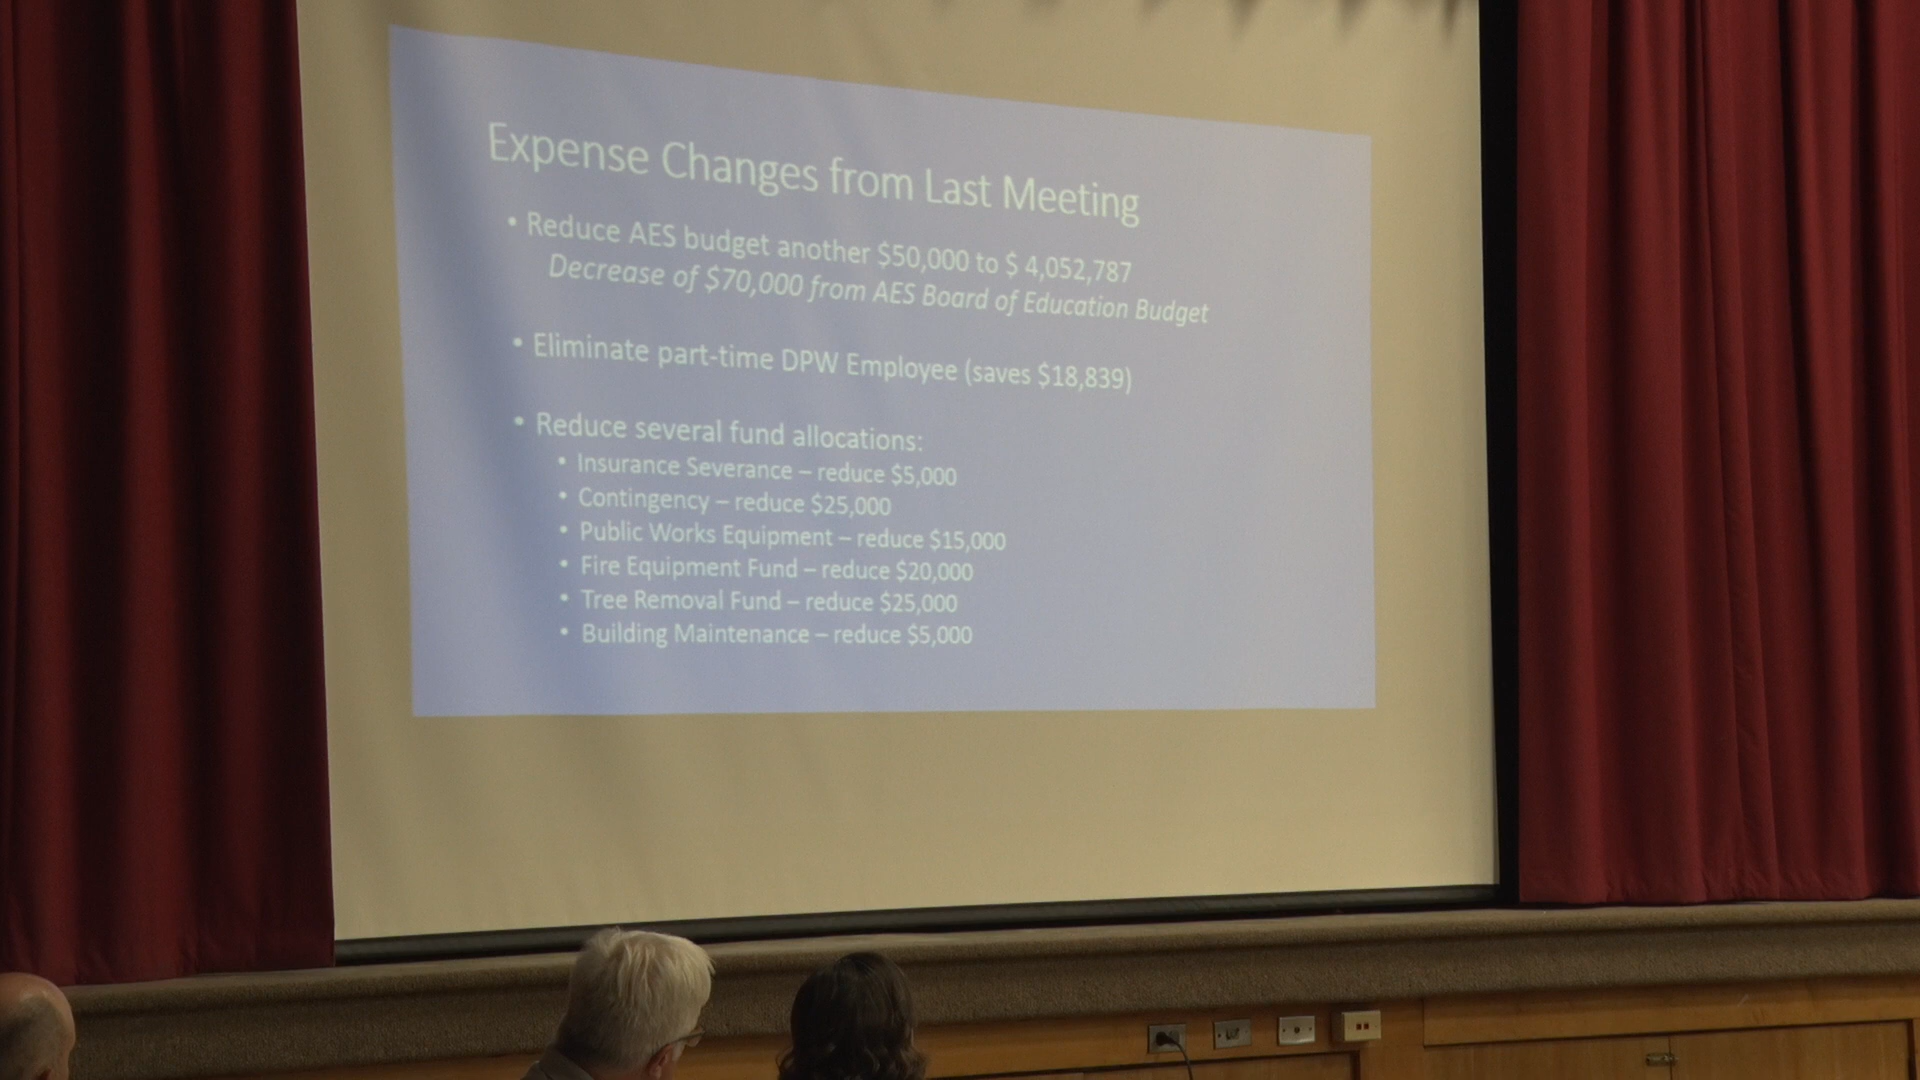 Expense Changes from Last Meeting
• Reduce AES budget another $50,000 to $ 4,052,787
Decrease of $70,000 from AES Board of Education Budget
• Eliminate part-time DPW Employee (saves $18,839)
• Reduce several fund allocations:
• Insurance Severance – reduce $5,000
• Contingency – reduce $25,000
• Public Works Equipment – reduce $15,000
• Fire Equipment Fund – reduce $20,000
• Tree Removal Fund – reduce $25,000
• Building Maintenance – reduce $5,000